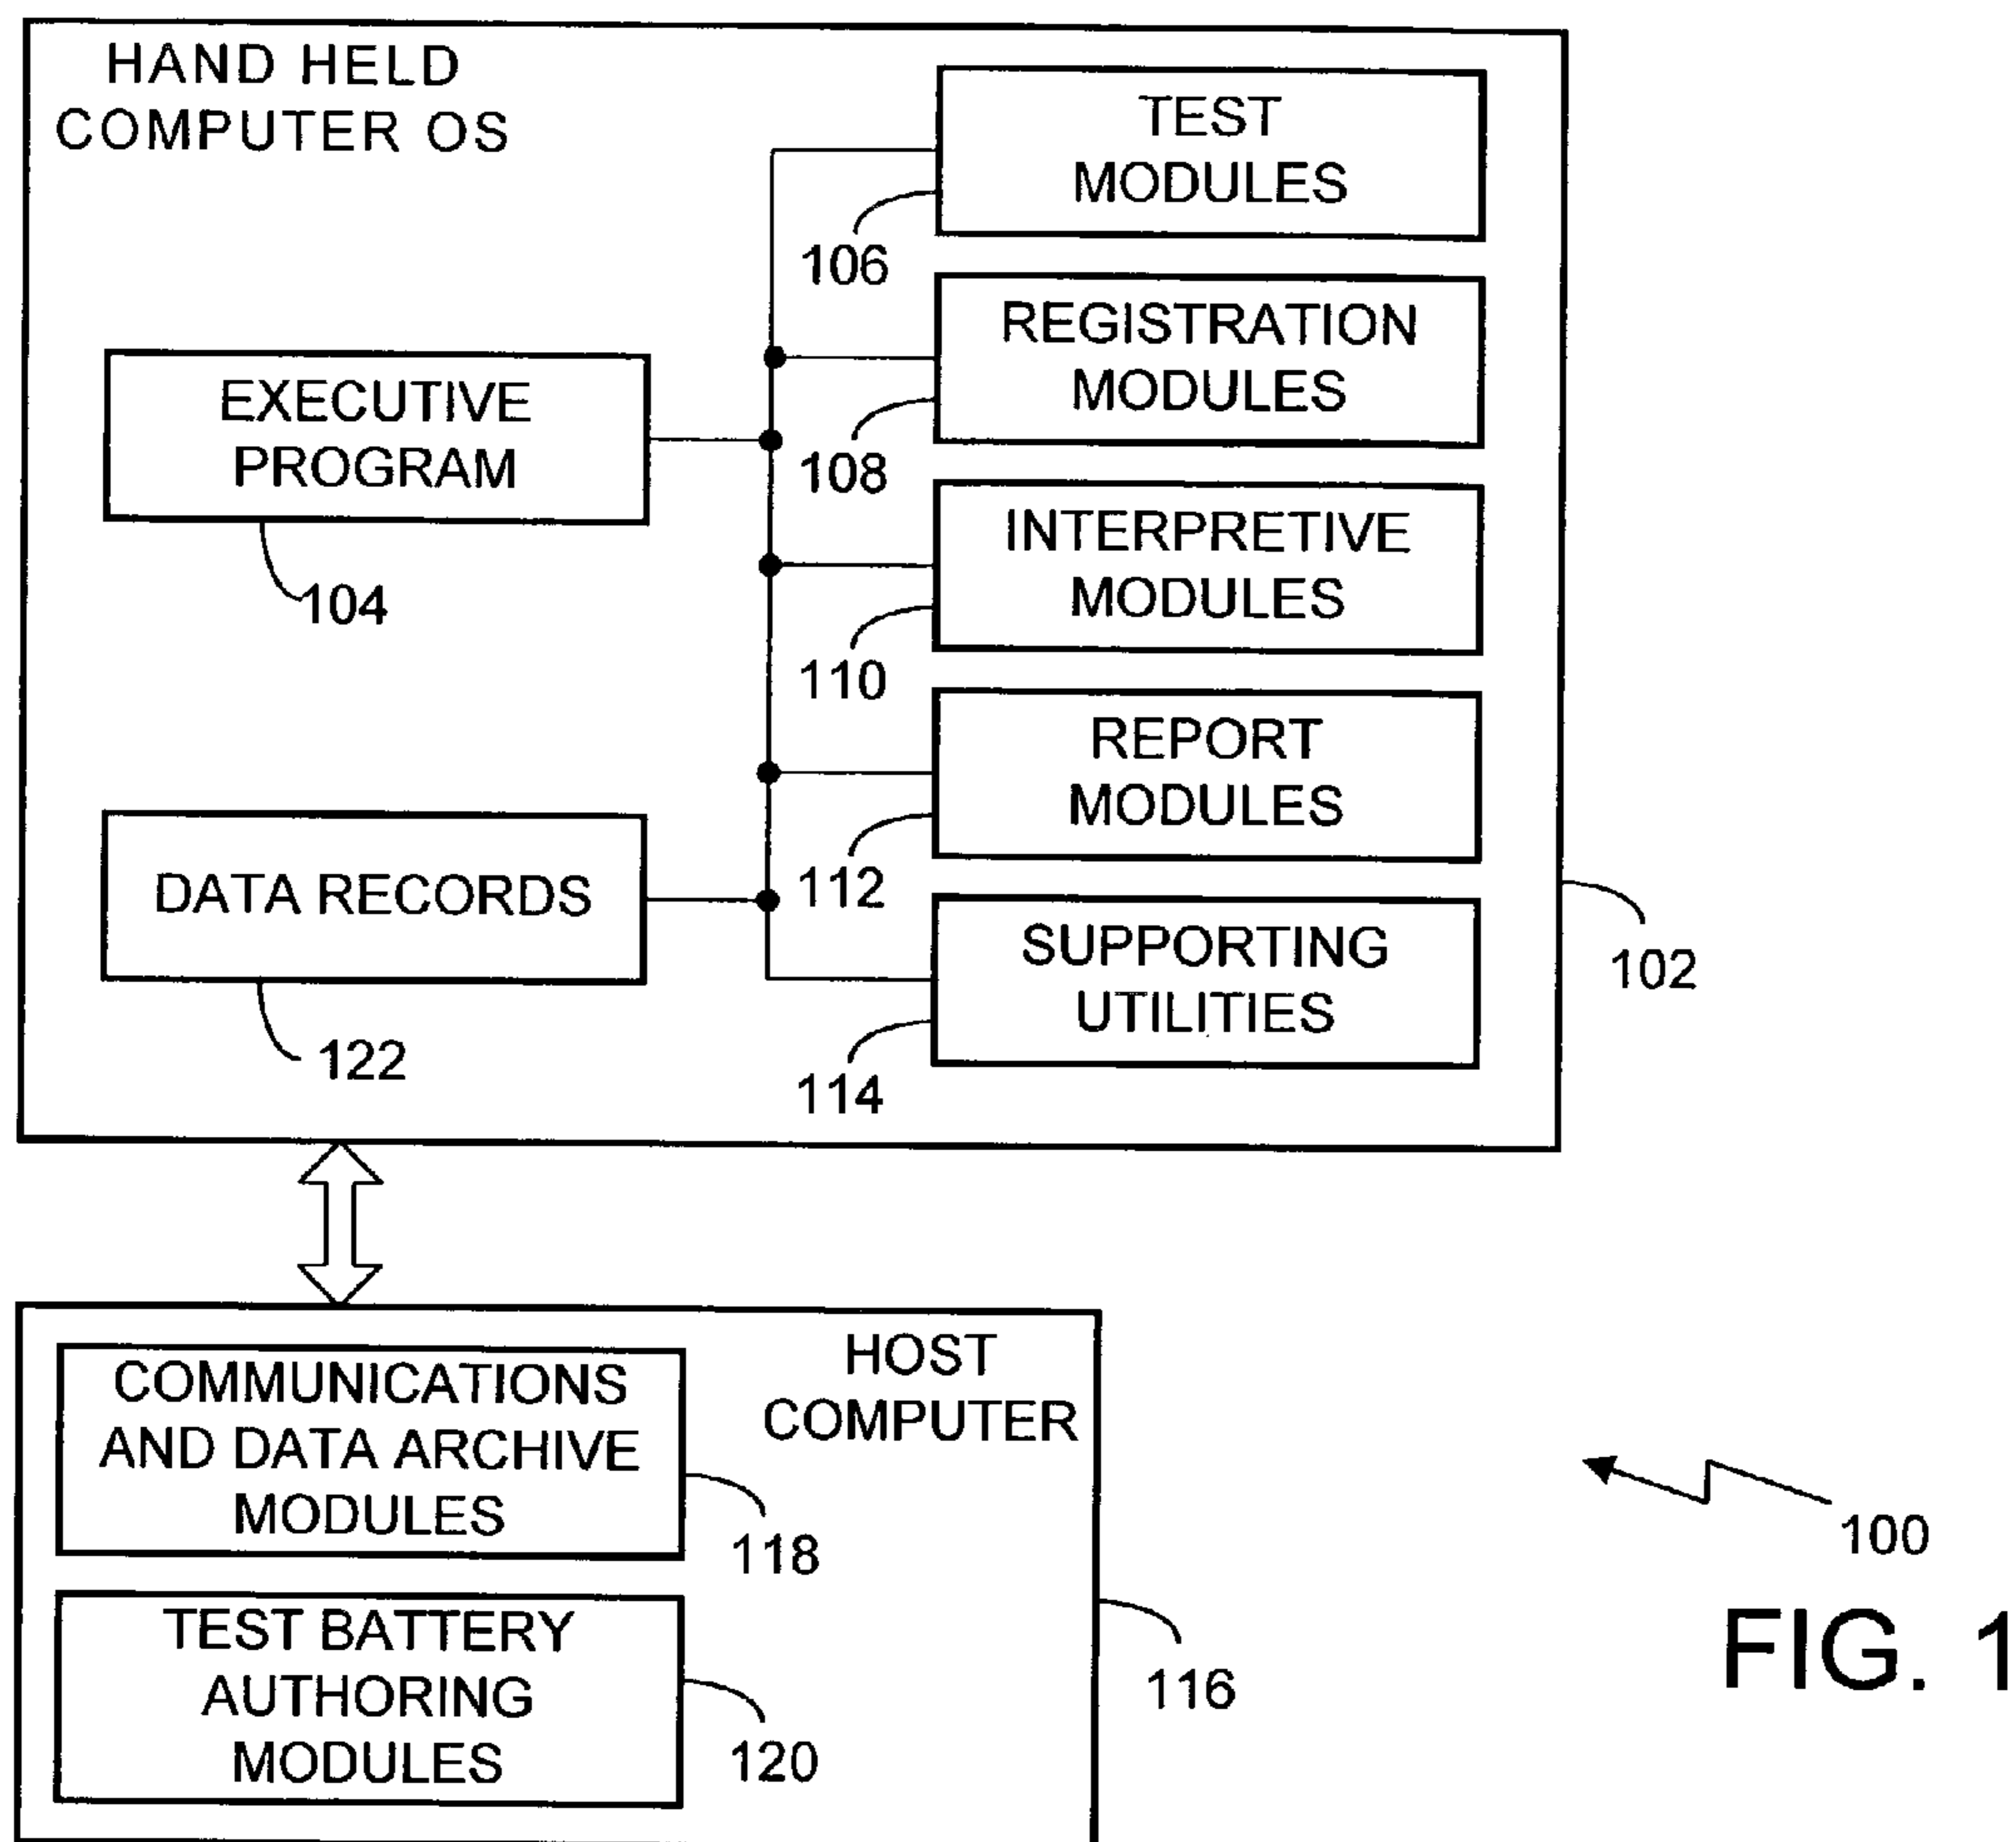 HAND HELD
COMPUTER OS
TEST
MODULES
106
REGISTRATION
MODULES
108
EXECUTIVE
PROGRAM
104
INTERPRETIVE
MODULES
110
REPORT
MODULES
112
DATA RECORDS
122
SUPPORTING
UTILITIES
114
102
HOST
COMPUTER
COMMUNICATIONS
AND DATA ARCHIVE
MODULES
118
TEST BATTERY
AUTHORING
MODULES
120
116
100
FIG. 1